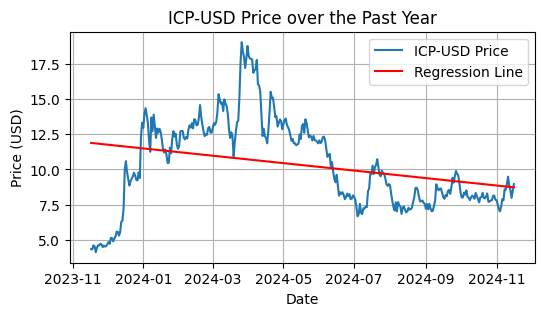 ICP-USD Price over the Past Year
ICP-USD Price
Regression Line
Price (USD)
17.5
15.0
12.5
10.0
7.5
5.0
2023-11
2024-01
2024-03
2024-05
2024-07
2024-09
2024-11
Date